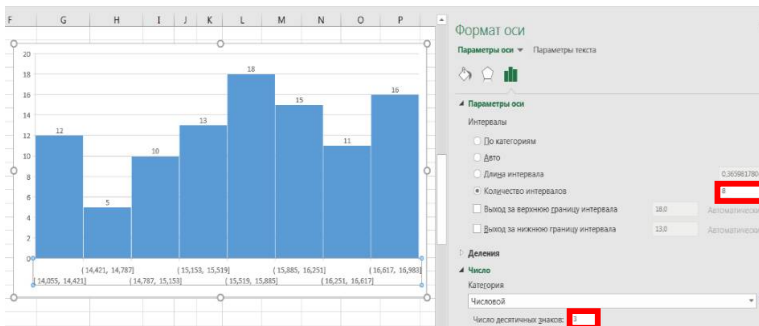 F G H I J K L M N O P
20
18
16
14
12
10
8
6
4
2
0
12
5
10
13
18
15
11
16
[14,055, 14,421]
(14,421, 14,787]
(14,787, 15,153]
(15,153, 15,519]
(15,519, 15,885]
(15,885, 16,251]
(16,251, 16,617]
(16,617, 16,983]
Формат оси
Параметры оси Параметры текста
Параметры оси
Интервалы
По категориям
Авто
Длина интервала
Количество интервалов 8
Выход за верхнюю границу интервала 18,0 Автоматически
Выход за нижнюю границу интервала 13,0 Автоматически
Деления
Число
Категория
Числовой
Число десятичных знаков: 3